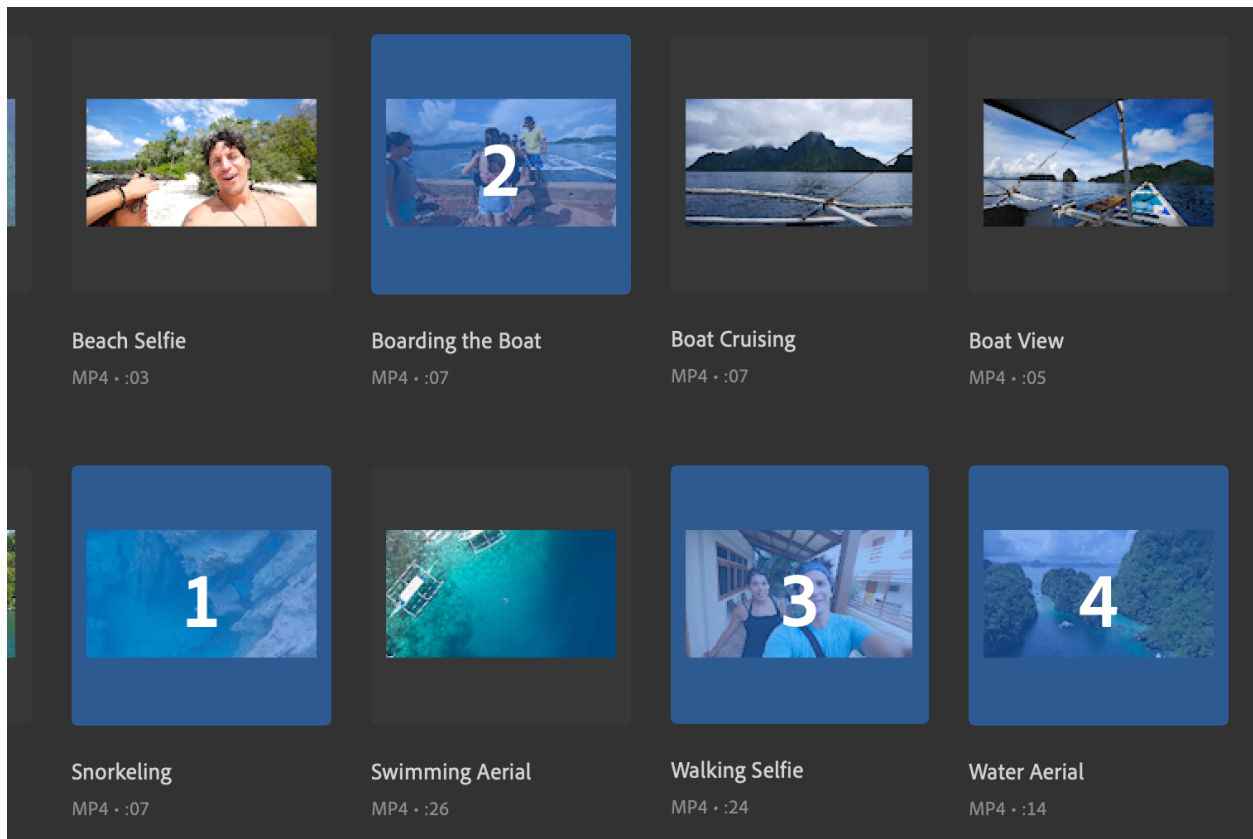 2
Beach Selfie
MP4 • :03
Boarding the Boat
MP4 • :07
Boat Cruising
MP4 • :07
Boat View
MP4 • :05
1
3
4
Snorkeling
MP4 • :07
Swimming Aerial
MP4 • :26
Walking Selfie
MP4 • :24
Water Aerial
MP4 • :14